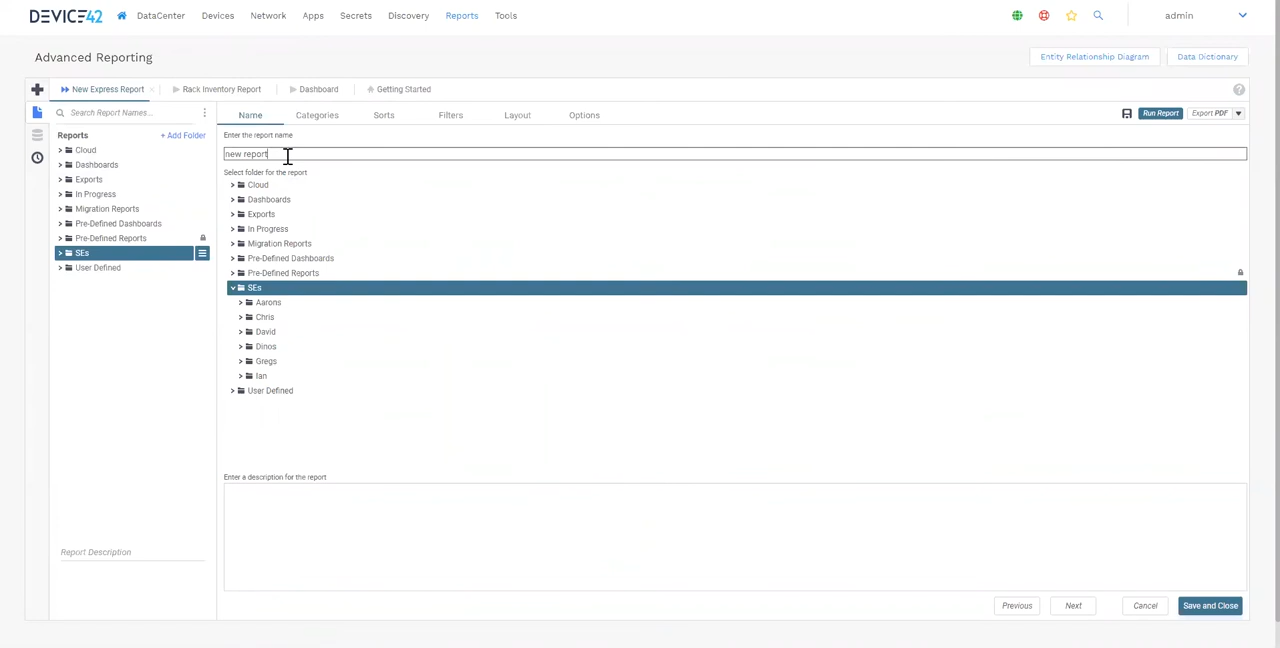 DEVICE42 DataCenter Devices Network Apps Secrets Discovery Reports Tools admin
Advanced Reporting Entity Relationship Diagram Data Dictionary
New Express Report Rack Inventory Report Dashboard Getting Started
Search Report Names...
Reports + Add Folder
Cloud
Dashboards
Exports
In Progress
Migration Reports
Pre-Defined Dashboards
Pre-Defined Reports
SEs
User Defined
Report Description
Name Categories Sorts Filters Layout Options Run Report Export PDF
Enter the report name
new report
Select folder for the report
Cloud
Dashboards
Exports
In Progress
Migration Reports
Pre-Defined Dashboards
Pre-Defined Reports
SEs
Aarons
Chris
David
Dinos
Gregs
Ian
User Defined
Enter a description for the report
Previous Next Cancel Save and Close